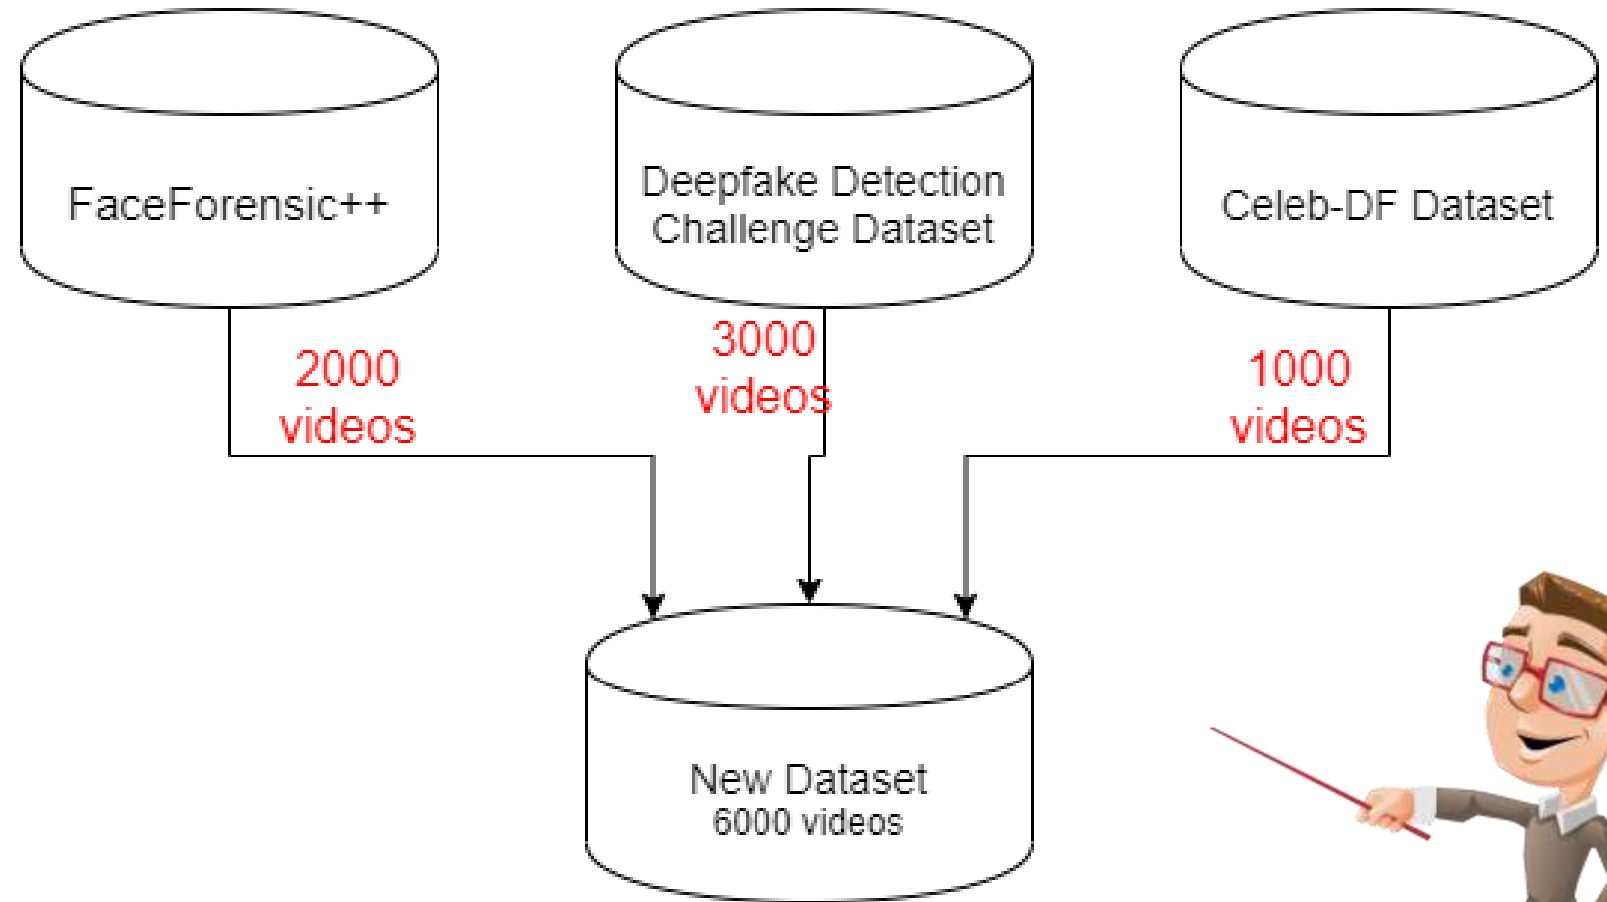 FaceForensic++
Deepfake Detection
Challenge Dataset
Celeb-DF Dataset
2000
videos
3000
videos
1000
videos
New Dataset
6000 videos